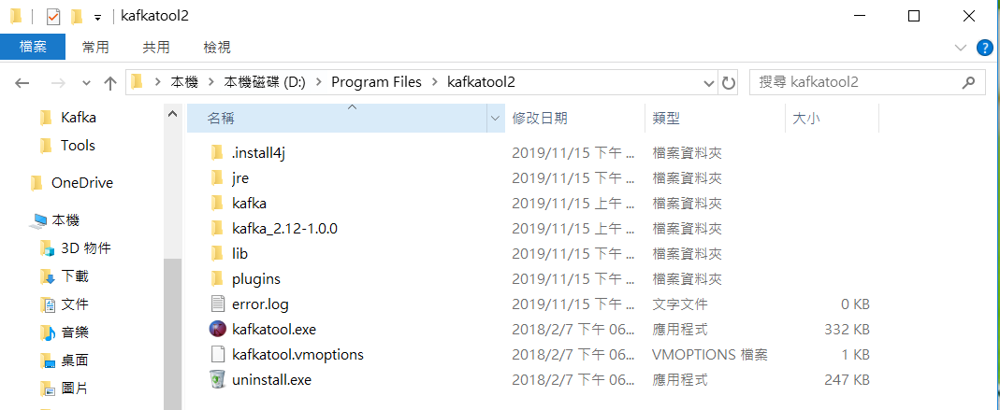 kafkatool2
檔案 常用 共用 檢視
本機 本機磁碟 (D:) Program Files kafkatool2 搜尋 kafkatool2
Kafka
Tools
OneDrive
本機
3D 物件
下載
文件
音樂
桌面
圖片
名稱 修改日期 類型 大小
.install4j 2019/11/15 下午 ... 檔案資料夾
jre 2019/11/15 下午 ... 檔案資料夾
kafka 2019/11/15 上午 ... 檔案資料夾
kafka_2.12-1.0.0 2019/11/15 上午 ... 檔案資料夾
lib 2019/11/15 下午 ... 檔案資料夾
plugins 2019/11/15 下午 ... 檔案資料夾
error.log 2019/11/15 下午 ... 文字文件 0 KB
kafkatool.exe 2018/2/7 下午 06... 應用程式 332 KB
kafkatool.vmoptions 2018/2/7 下午 06... VMOPTIONS 檔案 1 KB
uninstall.exe 2018/2/7 下午 06... 應用程式 247 KB